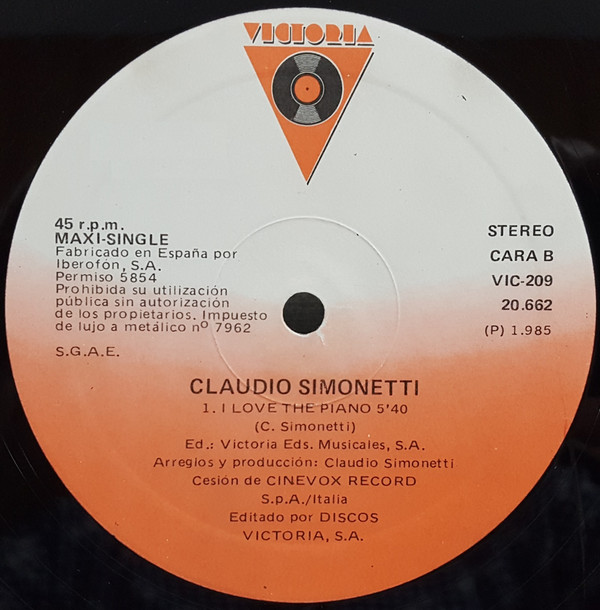 VICTORIA
45 r.p.m.
MAXI-SINGLE
Fabricado en España por
Iberofón, S.A.
Permiso 5854
Prohibida su utilización
pública sin autorización
de los propietarios. Impuesto
de lujo a metálico nº 7962
S.G.A.E.
STEREO
CARA B
VIC-209
20.662
(P) 1.985
CLAUDIO SIMONETTI
1. I LOVE THE PIANO 5'40
(C. Simonetti)
Ed.: Victoria Eds. Musicales, S.A.
Arreglos y producción: Claudio Simonetti
Cesión de CINEVOX RECORD
S.p.A./Italia
Editado por DISCOS
VICTORIA, S.A.